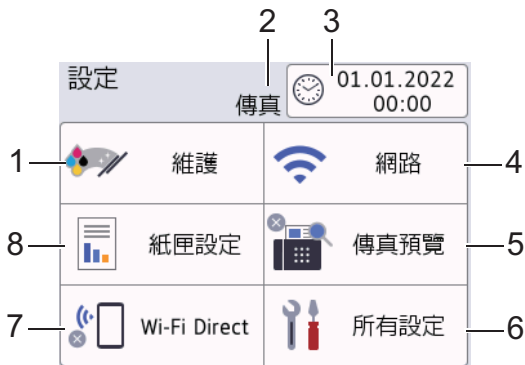 2 3
設定 01.01.2022
傳真 00:00
1 維護 網路 4
8 紙匣設定 傳真預覽 5
7 Wi-Fi Direct 所有設定 6